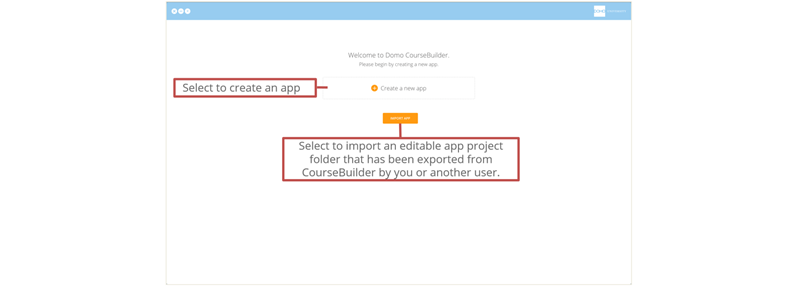 Welcome to Domo CourseBuilder.
Please begin by creating a new app.
Select to create an app
Create a new app
IMPORT APP
Select to import an editable app project
folder that has been exported from
CourseBuilder by you or another user.